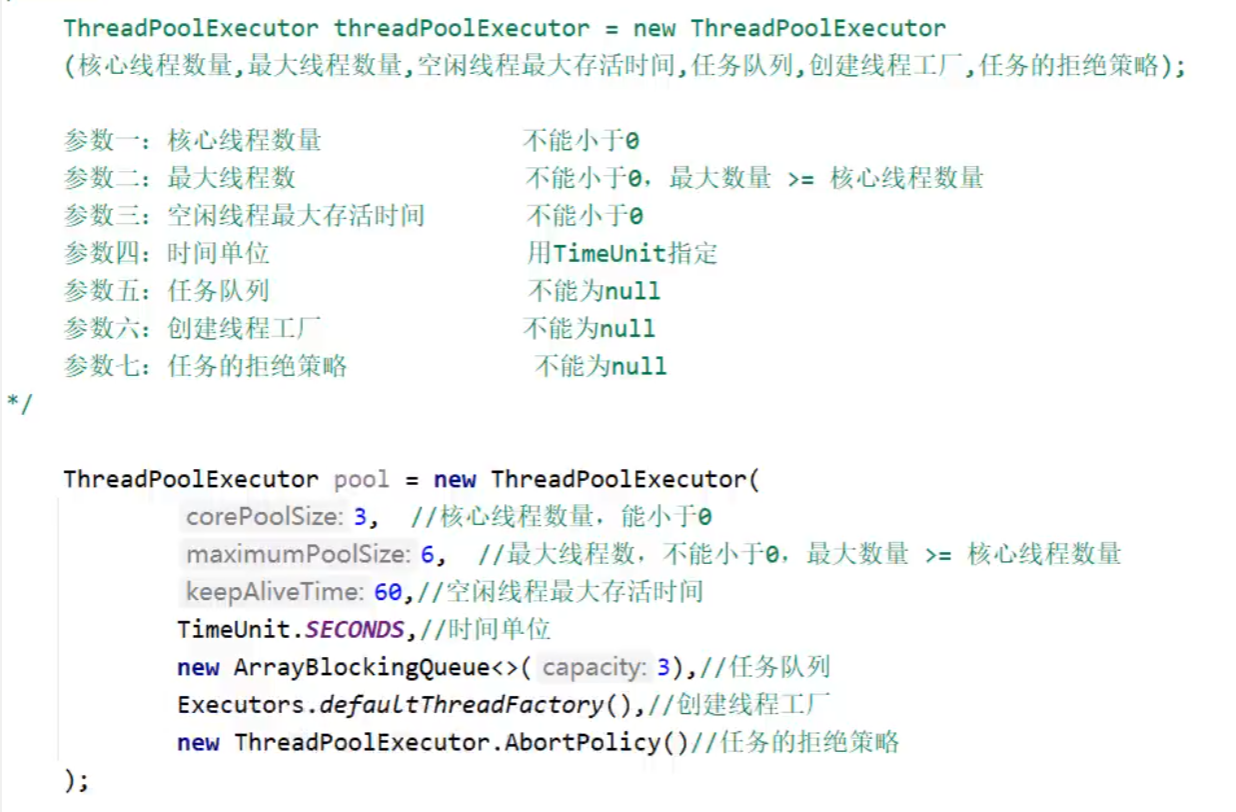 ThreadPoolExecutor threadPoolExecutor = new ThreadPoolExecutor
(核心线程数量,最大线程数量,空闲线程最大存活时间,任务队列,创建线程工厂,任务的拒绝策略);
参数一：核心线程数量 不能小于0
参数二：最大线程数 不能小于0，最大数量 >= 核心线程数量
参数三：空闲线程最大存活时间 不能小于0
参数四：时间单位 用TimeUnit指定
参数五：任务队列 不能为null
参数六：创建线程工厂 不能为null
参数七：任务的拒绝策略 不能为null
*/
ThreadPoolExecutor pool = new ThreadPoolExecutor(
corePoolSize: 3, //核心线程数量，能小于0
maximumPoolSize: 6, //最大线程数，不能小于0，最大数量 >= 核心线程数量
keepAliveTime: 60,//空闲线程最大存活时间
TimeUnit.SECONDS,//时间单位
new ArrayBlockingQueue<>( capacity: 3),//任务队列
Executors.defaultThreadFactory(),//创建线程工厂
new ThreadPoolExecutor.AbortPolicy()//任务的拒绝策略
);